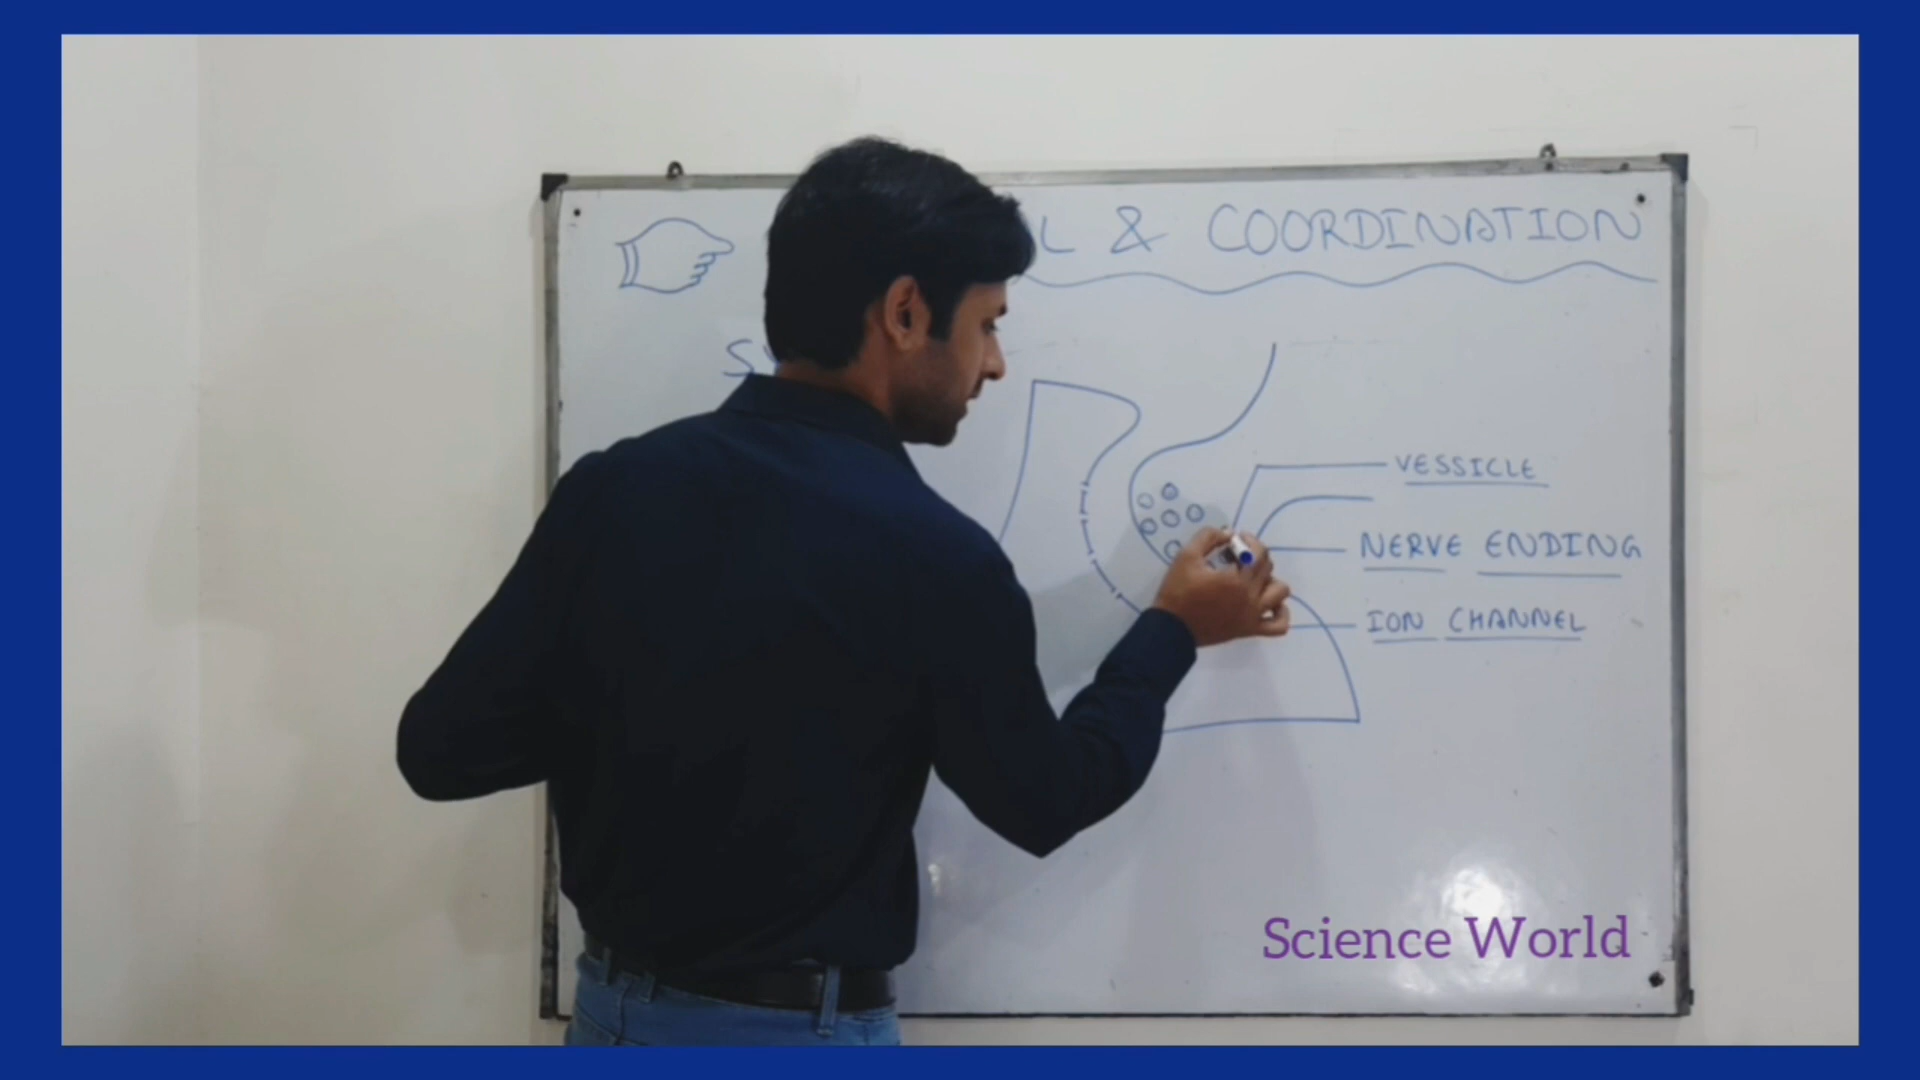 & COORDINATION
VESSICLE
NERVE ENDING
ION CHANNEL
Science World